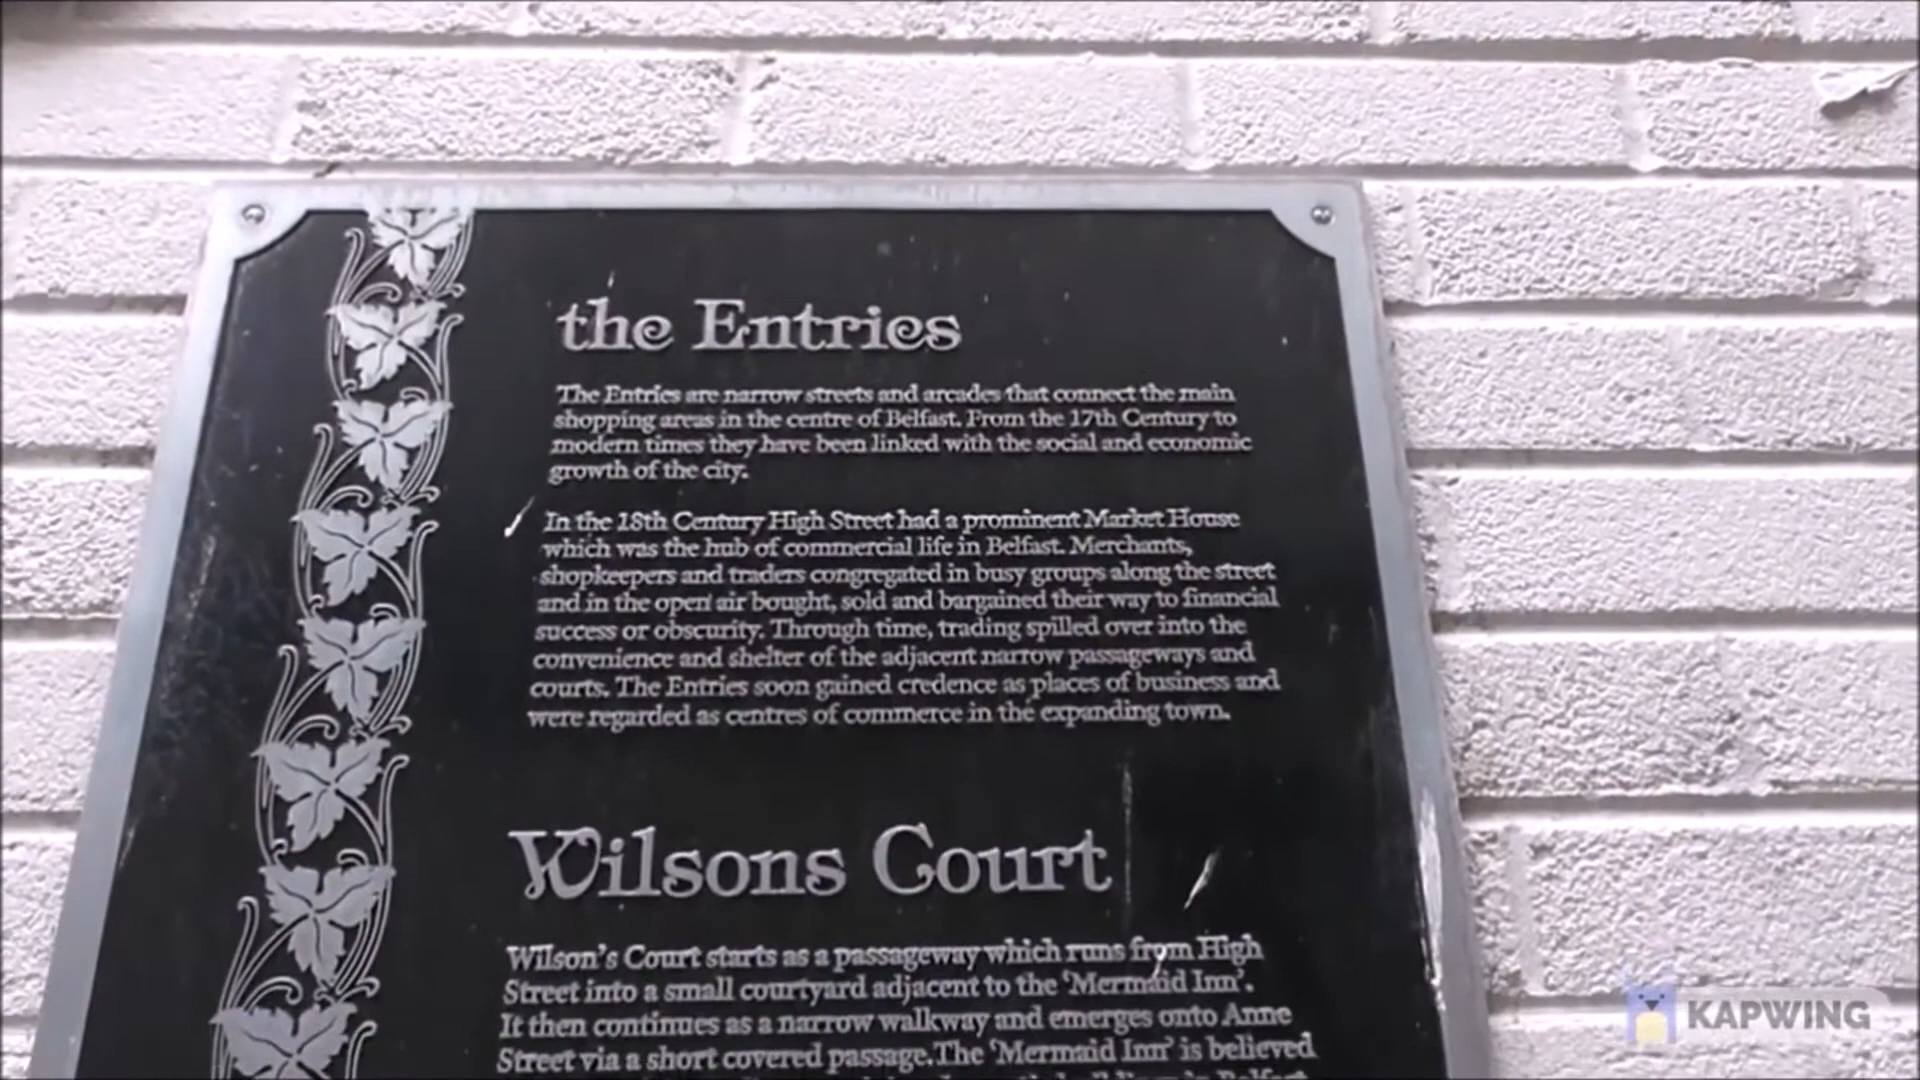 the Entries
The Entries are narrow streets and arcades that connect the main
shopping areas in the centre of Belfast. From the 17th Century to
modern times they have been linked with the social and economic
growth of the city.
In the 18th Century High Street had a prominent Market House
which was the hub of commercial life in Belfast. Merchants,
shopkeepers and traders congregated in busy groups along the street
and in the open air bought, sold and bargained their way to financial
success or obscurity. Through time, trading spilled over into the
convenience and shelter of the adjacent narrow passageways and
courts. The Entries soon gained credence as places of business and
were regarded as centres of commerce in the expanding town.
Wilsons Court
Wilson's Court starts as a passageway which runs from High
Street into a small courtyard adjacent to the 'Mermaid Inn'.
It then continues as a narrow walkway and emerges onto Anne
Street via a short covered passage. The 'Mermaid Inn' is believed
KAPWING